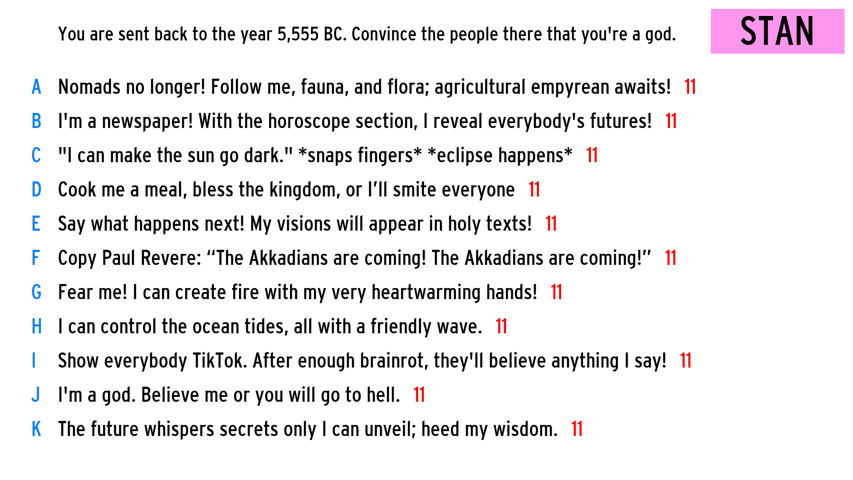 You are sent back to the year 5,555 BC. Convince the people there that you're a god.
STAN
A Nomads no longer! Follow me, fauna, and flora; agricultural empyrean awaits! 11
B I'm a newspaper! With the horoscope section, I reveal everybody's futures! 11
C "I can make the sun go dark." *snaps fingers* *eclipse happens* 11
D Cook me a meal, bless the kingdom, or I’ll smite everyone 11
E Say what happens next! My visions will appear in holy texts! 11
F Copy Paul Revere: “The Akkadians are coming! The Akkadians are coming!” 11
G Fear me! I can create fire with my very heartwarming hands! 11
H I can control the ocean tides, all with a friendly wave. 11
I Show everybody TikTok. After enough brainrot, they'll believe anything I say! 11
J I'm a god. Believe me or you will go to hell. 11
K The future whispers secrets only I can unveil; heed my wisdom. 11